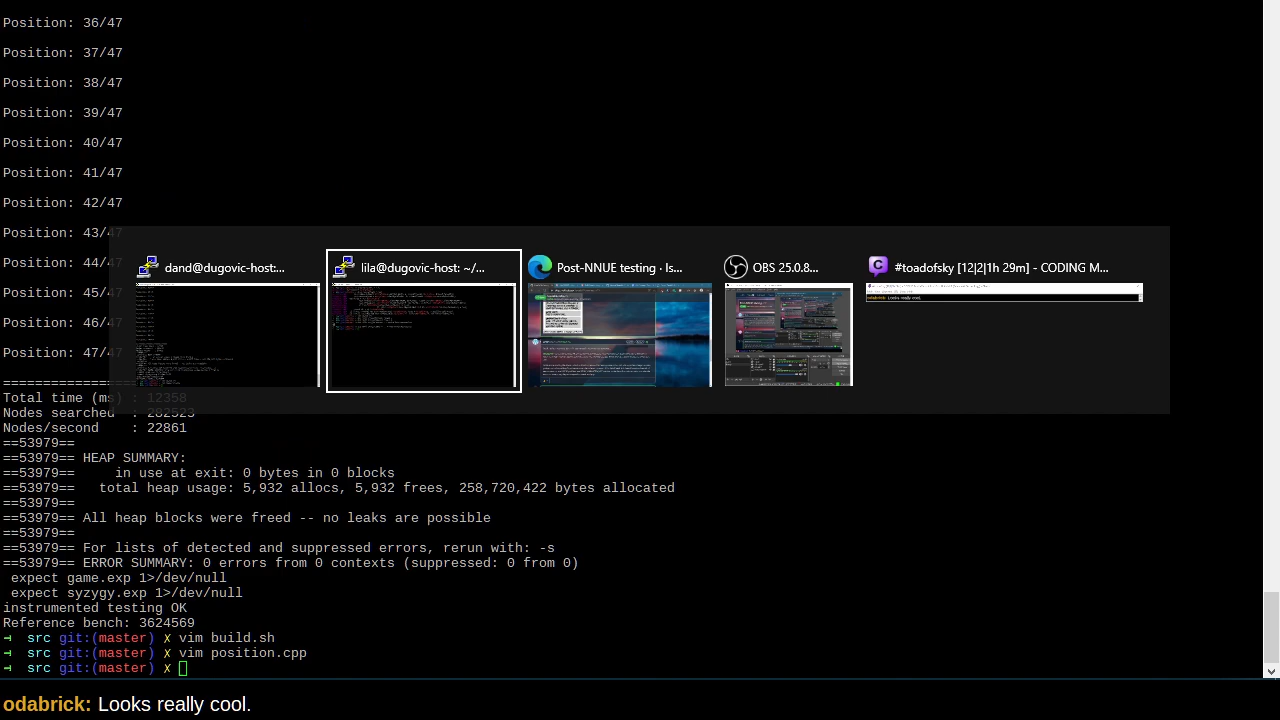 Position: 36/47
Position: 37/47
Position: 38/47
Position: 39/47
Position: 40/47
Position: 41/47
Position: 42/47
Position: 43/47
Position: 44/47
Position: 45/47
Position: 46/47
Position: 47/47
dand@dugovic-host:...
lila@dugovic-host: ~/...
Post-NNUE testing · Is...
OBS 25.0.8...
#toadofsky [12|2|1h 29m] - CODING M...
odabrick: Looks really cool.
Total time (ms) : 12358
Nodes searched  : 282523
Nodes/second    : 22861
==53979==
==53979== HEAP SUMMARY:
==53979==     in use at exit: 0 bytes in 0 blocks
==53979==   total heap usage: 5,932 allocs, 5,932 frees, 258,720,422 bytes allocated
==53979==
==53979== All heap blocks were freed -- no leaks are possible
==53979==
==53979== For lists of detected and suppressed errors, rerun with: -s
==53979== ERROR SUMMARY: 0 errors from 0 contexts (suppressed: 0 from 0)
 expect game.exp 1>/dev/null
 expect syzygy.exp 1>/dev/null
instrumented testing OK
Reference bench: 3624569
src git:(master) ✗ vim build.sh
src git:(master) ✗ vim position.cpp
src git:(master) ✗
odabrick: Looks really cool.